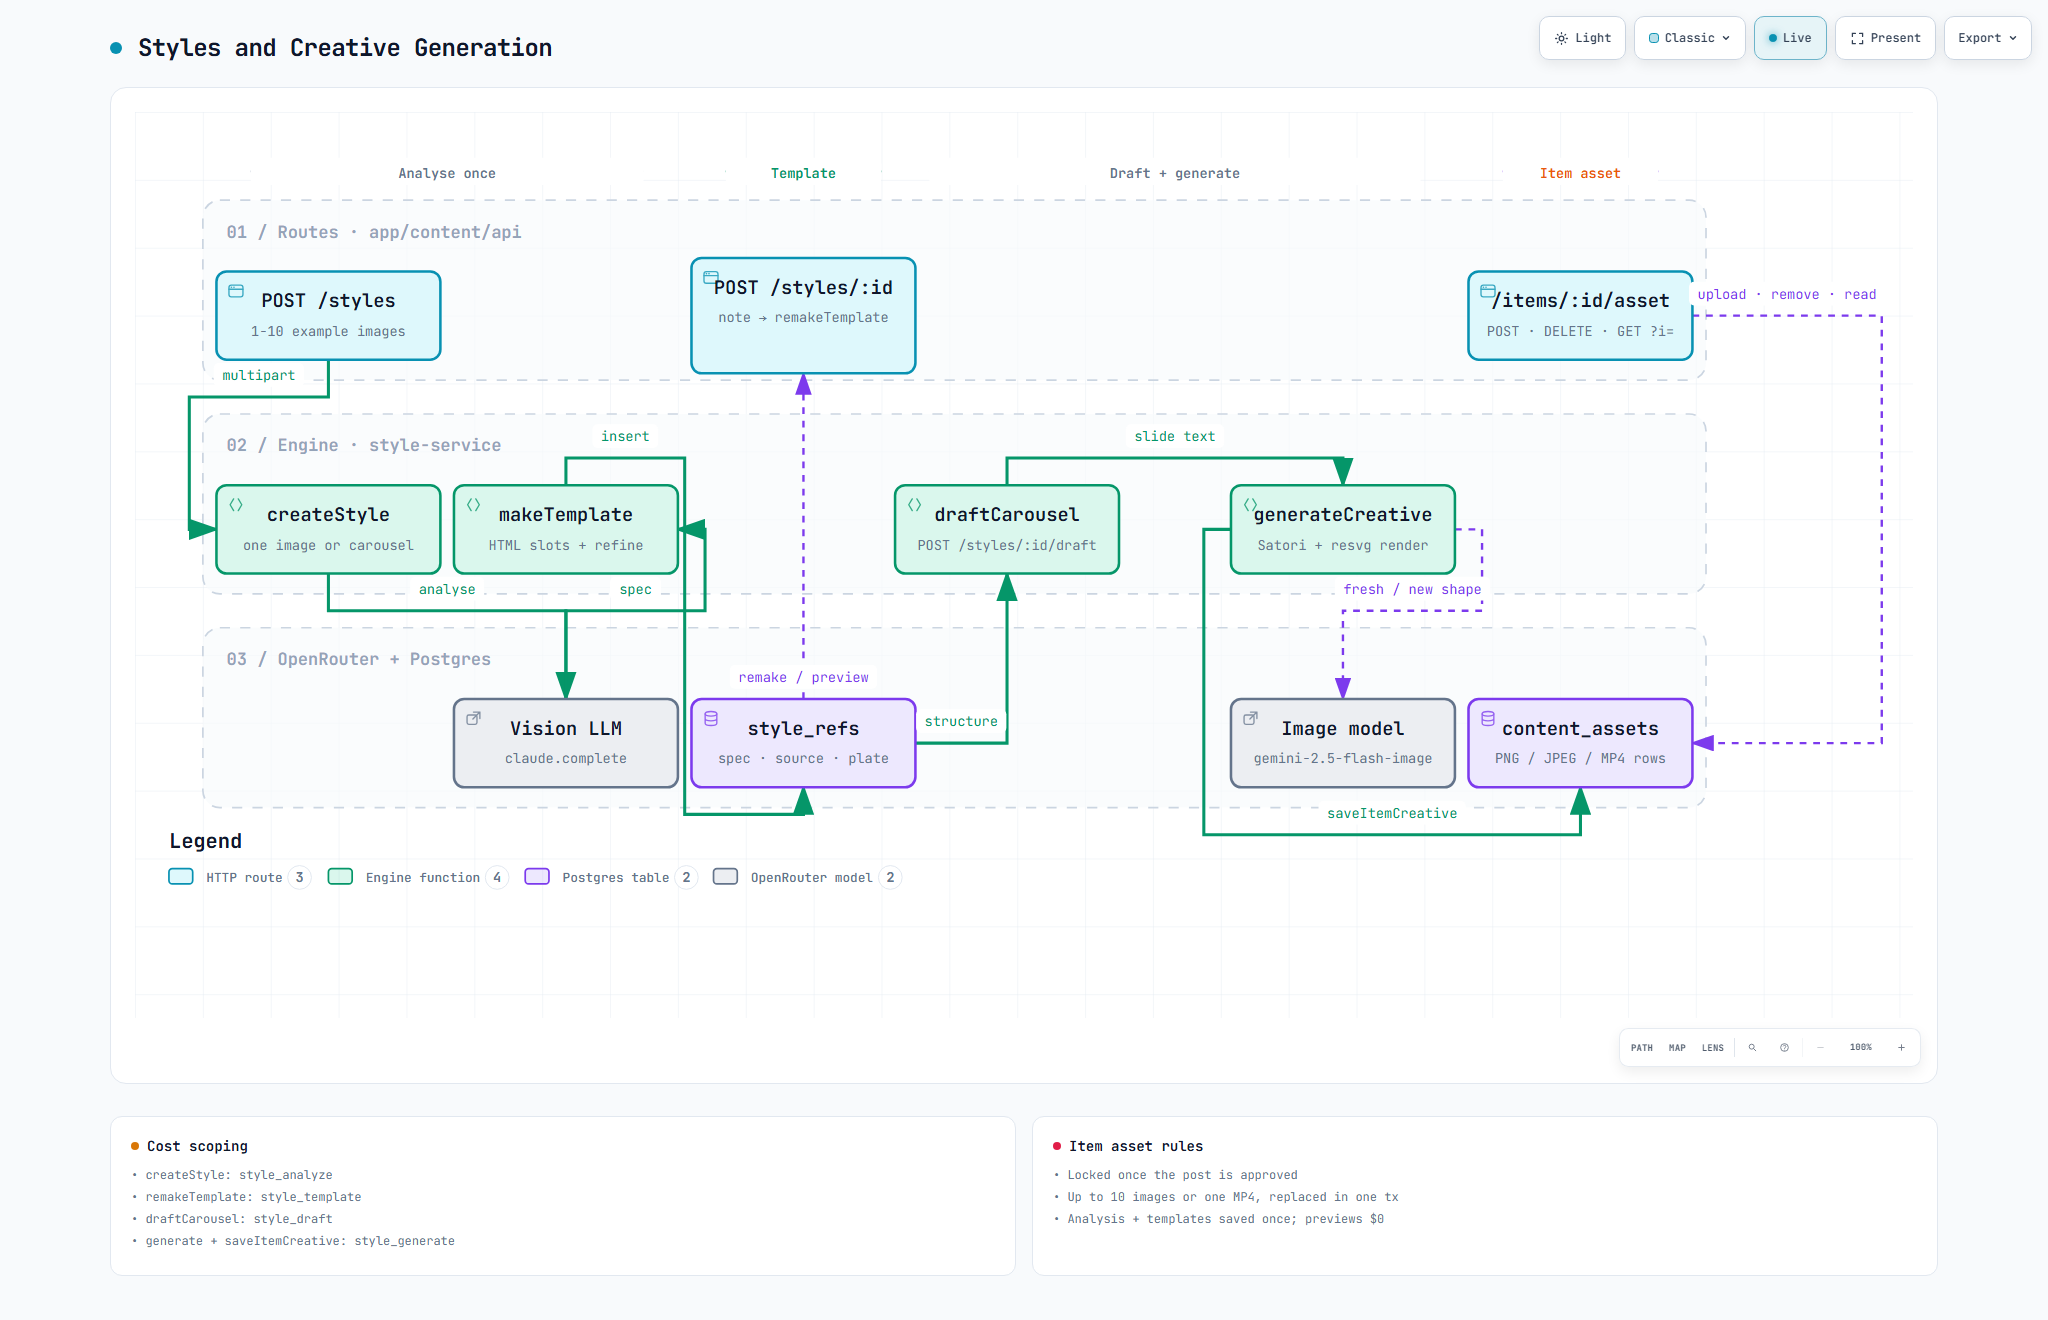 Styles and Creative Generation
Light
Classic
Live
Present
Export
Analyse once
Template
Draft + generate
Item asset
01 / Routes · app/content/api
POST /styles
1-10 example images
POST /styles/:id
note → remakeTemplate
/items/:id/asset
POST · DELETE · GET ?i=
upload · remove · read
multipart
02 / Engine · style-service
insert
slide text
createStyle
one image or carousel
makeTemplate
HTML slots + refine
draftCarousel
POST /styles/:id/draft
generateCreative
Satori + resvg render
analyse
spec
fresh / new shape
03 / OpenRouter + Postgres
remake / preview
structure
Vision LLM
claude.complete
style_refs
spec · source · plate
Image model
gemini-2.5-flash-image
content_assets
PNG / JPEG / MP4 rows
saveItemCreative
Legend
HTTP route 3
Engine function 4
Postgres table 2
OpenRouter model 2
PATH
MAP
LENS
100%
Cost scoping
• createStyle: style_analyze
• remakeTemplate: style_template
• draftCarousel: style_draft
• generate + saveItemCreative: style_generate
Item asset rules
• Locked once the post is approved
• Up to 10 images or one MP4, replaced in one tx
• Analysis + templates saved once; previews $0